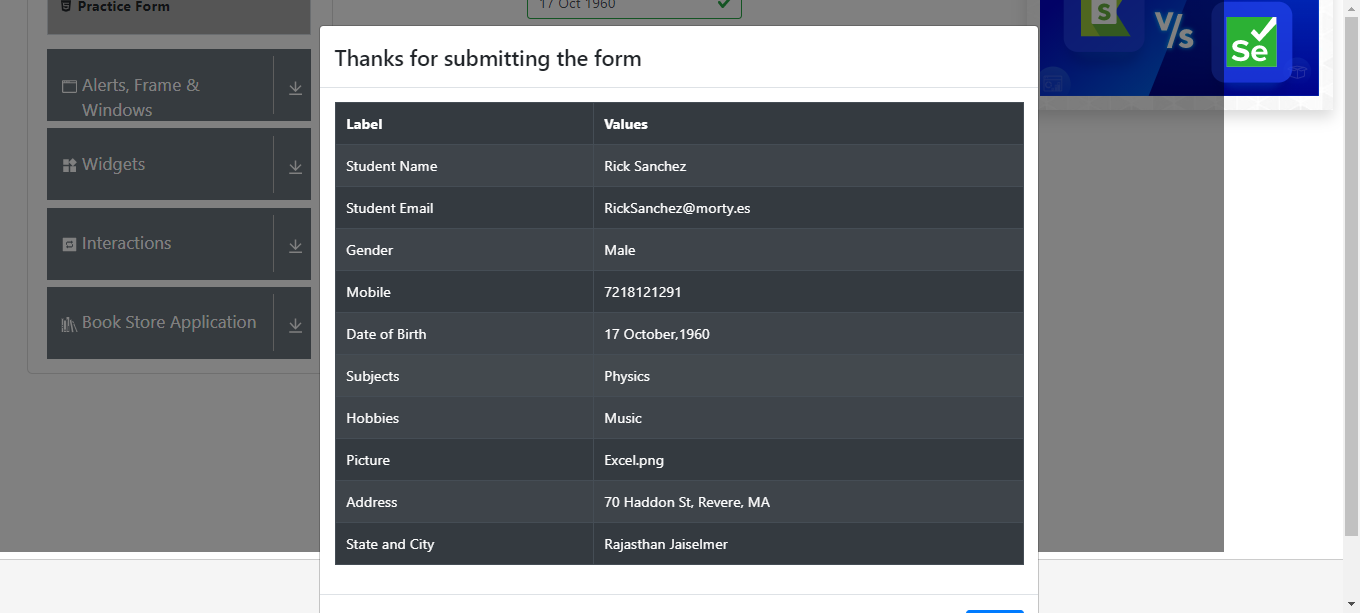 Practice Form
17 Oct 1960
S
V/s
Se
Thanks for submitting the form
Alerts, Frame &
Windows
Widgets
Interactions
Book Store Application
Label Values
Student Name Rick Sanchez
Student Email RickSanchez@morty.es
Gender Male
Mobile 7218121291
Date of Birth 17 October,1960
Subjects Physics
Hobbies Music
Picture Excel.png
Address 70 Haddon St, Revere, MA
State and City Rajasthan Jaiselmer